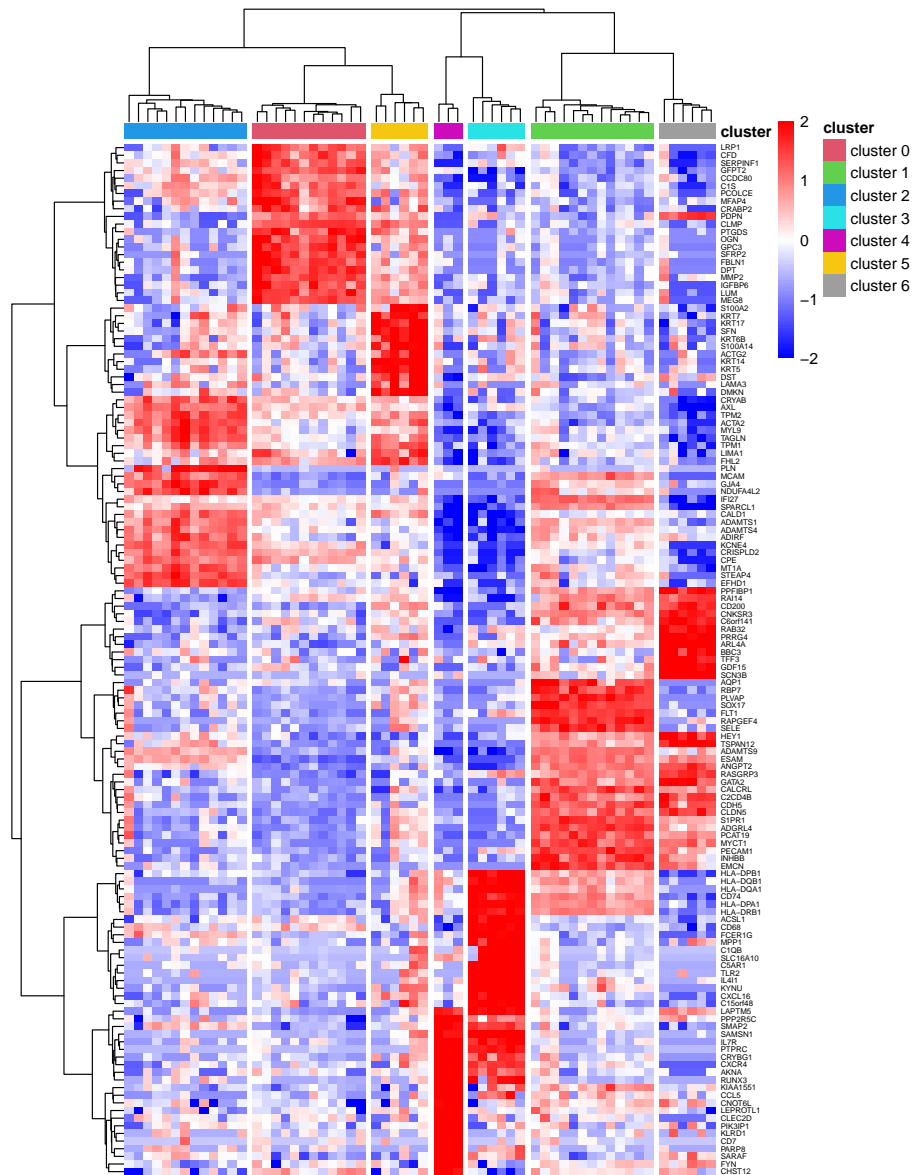 cluster
LRP1
CFD
SERPINF1
GFPT2
CCDC80
C1S
PCOLCE
MFAP4
CRABP2
PDPN
CLMP
PTGDS
OGN
GPC3
SFRP2
FBLN1
DPT
MMP2
IGFBP6
LUM
MEG8
S100A2
KRT7
KRT17
SFN
KRT6B
S100A14
ACTG2
KRT14
KRT5
DST
LAMA3
DMKN
CRYAB
AXL
TPM2
ACTA2
MYL9
TAGLN
TPM1
LIMA1
FHL2
PLN
MCAM
GJA4
NDUFA4L2
IFI27
SPARCL1
CALD1
ADAMTS1
ADAMTS4
ADIRF
KCNE4
CRISPLD2
CPE
MT1A
STEAP4
EFHD1
PPFIBP1
RAI14
CD200
CNKSR3
C6orf141
RAB32
PRRG4
ARL4A
BBC3
TFF3
GDF15
SCN3B
AQP1
RBP7
PLVAP
SOX17
FLT1
RAPGEF4
SELE
HEY1
TSPAN12
ADAMTS9
ESAM
ANGPT2
RASGRP3
GATA2
CALCRL
C2CD4B
CDH5
CLDN5
S1PR1
ADGRL4
PCAT19
MYCT1
PECAM1
INHBB
EMCN
HLA−DPB1
HLA−DQB1
HLA−DQA1
CD74
HLA−DPA1
HLA−DRB1
ACSL1
CD68
FCER1G
MPP1
C1QB
SLC16A10
C5AR1
TLR2
IL4I1
KYNU
CXCL16
C15orf48
LAPTM5
PPP2R5C
SMAP2
SAMSN1
IL7R
PTPRC
CRYBG1
CXCR4
AKNA
RUNX3
KIAA1551
CCL5
CNOT6L
LEPROTL1
CLEC2D
PIK3IP1
KLRD1
CD7
PARP8
SARAF
FYN
CHST12
2
1
0
−1
−2
cluster
cluster 0
cluster 1
cluster 2
cluster 3
cluster 4
cluster 5
cluster 6